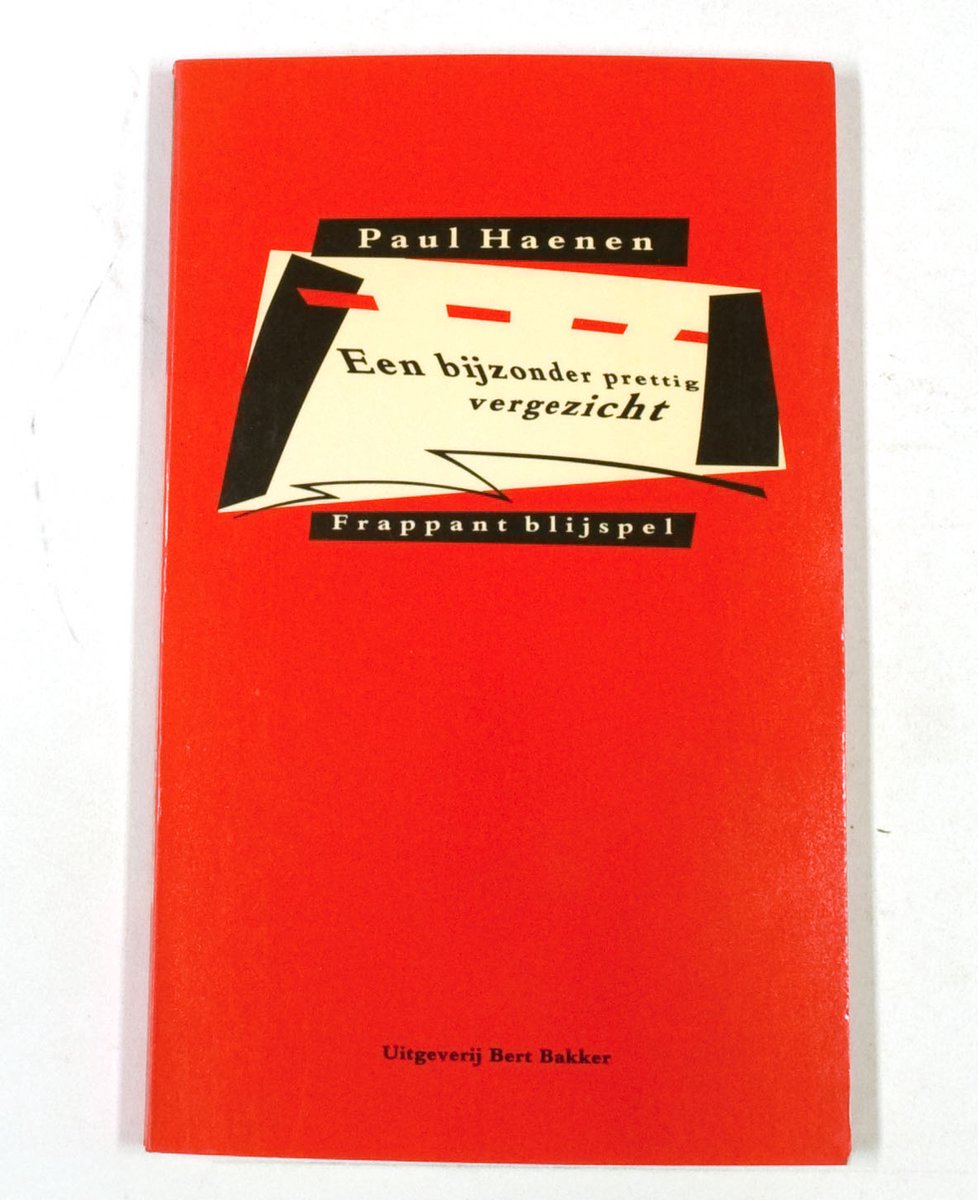 Paul Haenen
Een bijzonder prettig
vergezicht
Frappant blijspel
Uitgeverij Bert Bakker